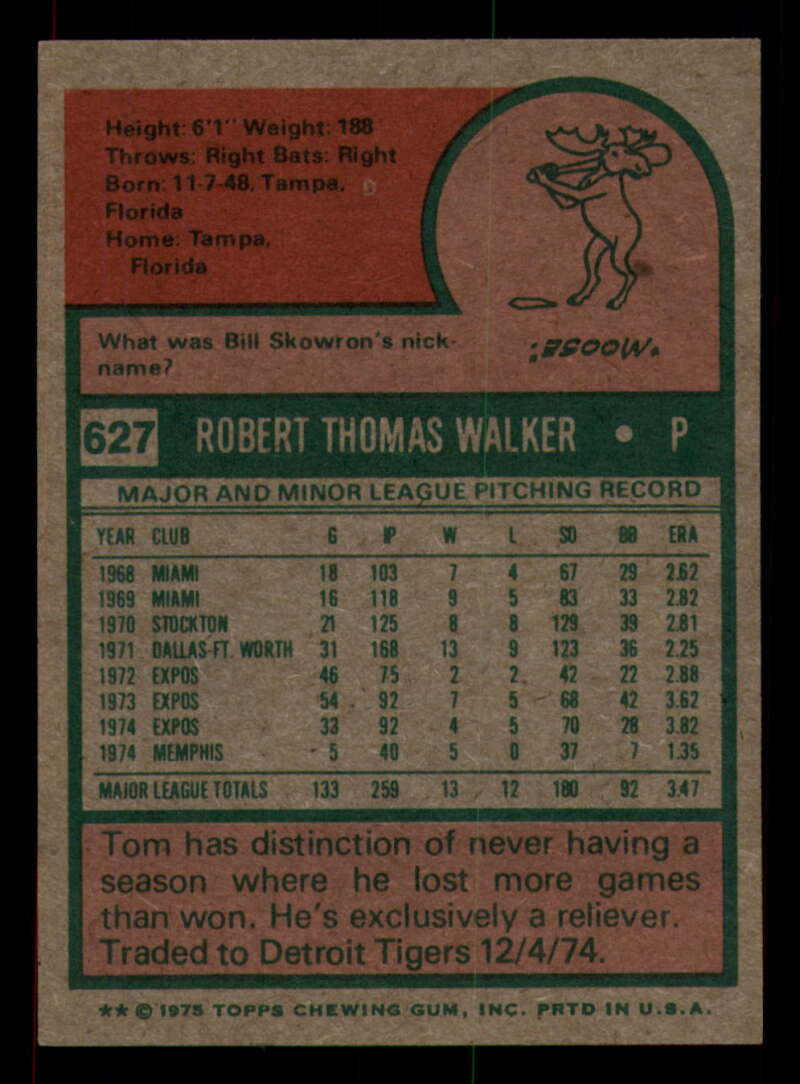 Height: 6'1" Weight: 188
Throws: Right Bats: Right
Born: 11-7-48, Tampa,
Florida
Home: Tampa,
Florida
What was Bill Skowron's nick-
name?
"Moose."
627 ROBERT THOMAS WALKER • P
MAJOR AND MINOR LEAGUE PITCHING RECORD
YEAR CLUB G IP W L SO BB ERA
1968 MIAMI 18 103 7 4 67 29 2.62
1969 MIAMI 16 118 9 5 83 33 2.82
1970 STOCKTON 21 125 8 8 129 39 2.81
1971 DALLAS-FT. WORTH 31 168 13 9 123 36 2.25
1972 EXPOS 46 75 2 2 42 22 2.88
1973 EXPOS 54 92 7 5 68 42 3.62
1974 EXPOS 33 92 4 5 70 28 3.82
1974 MEMPHIS 5 40 5 0 37 7 1.35
MAJOR LEAGUE TOTALS 133 259 13 12 180 92 3.47
Tom has distinction of never having a
season where he lost more games
than won. He's exclusively a reliever.
Traded to Detroit Tigers 12/4/74.
** © 1975 TOPPS CHEWING GUM, INC. PRTD IN U.S.A.